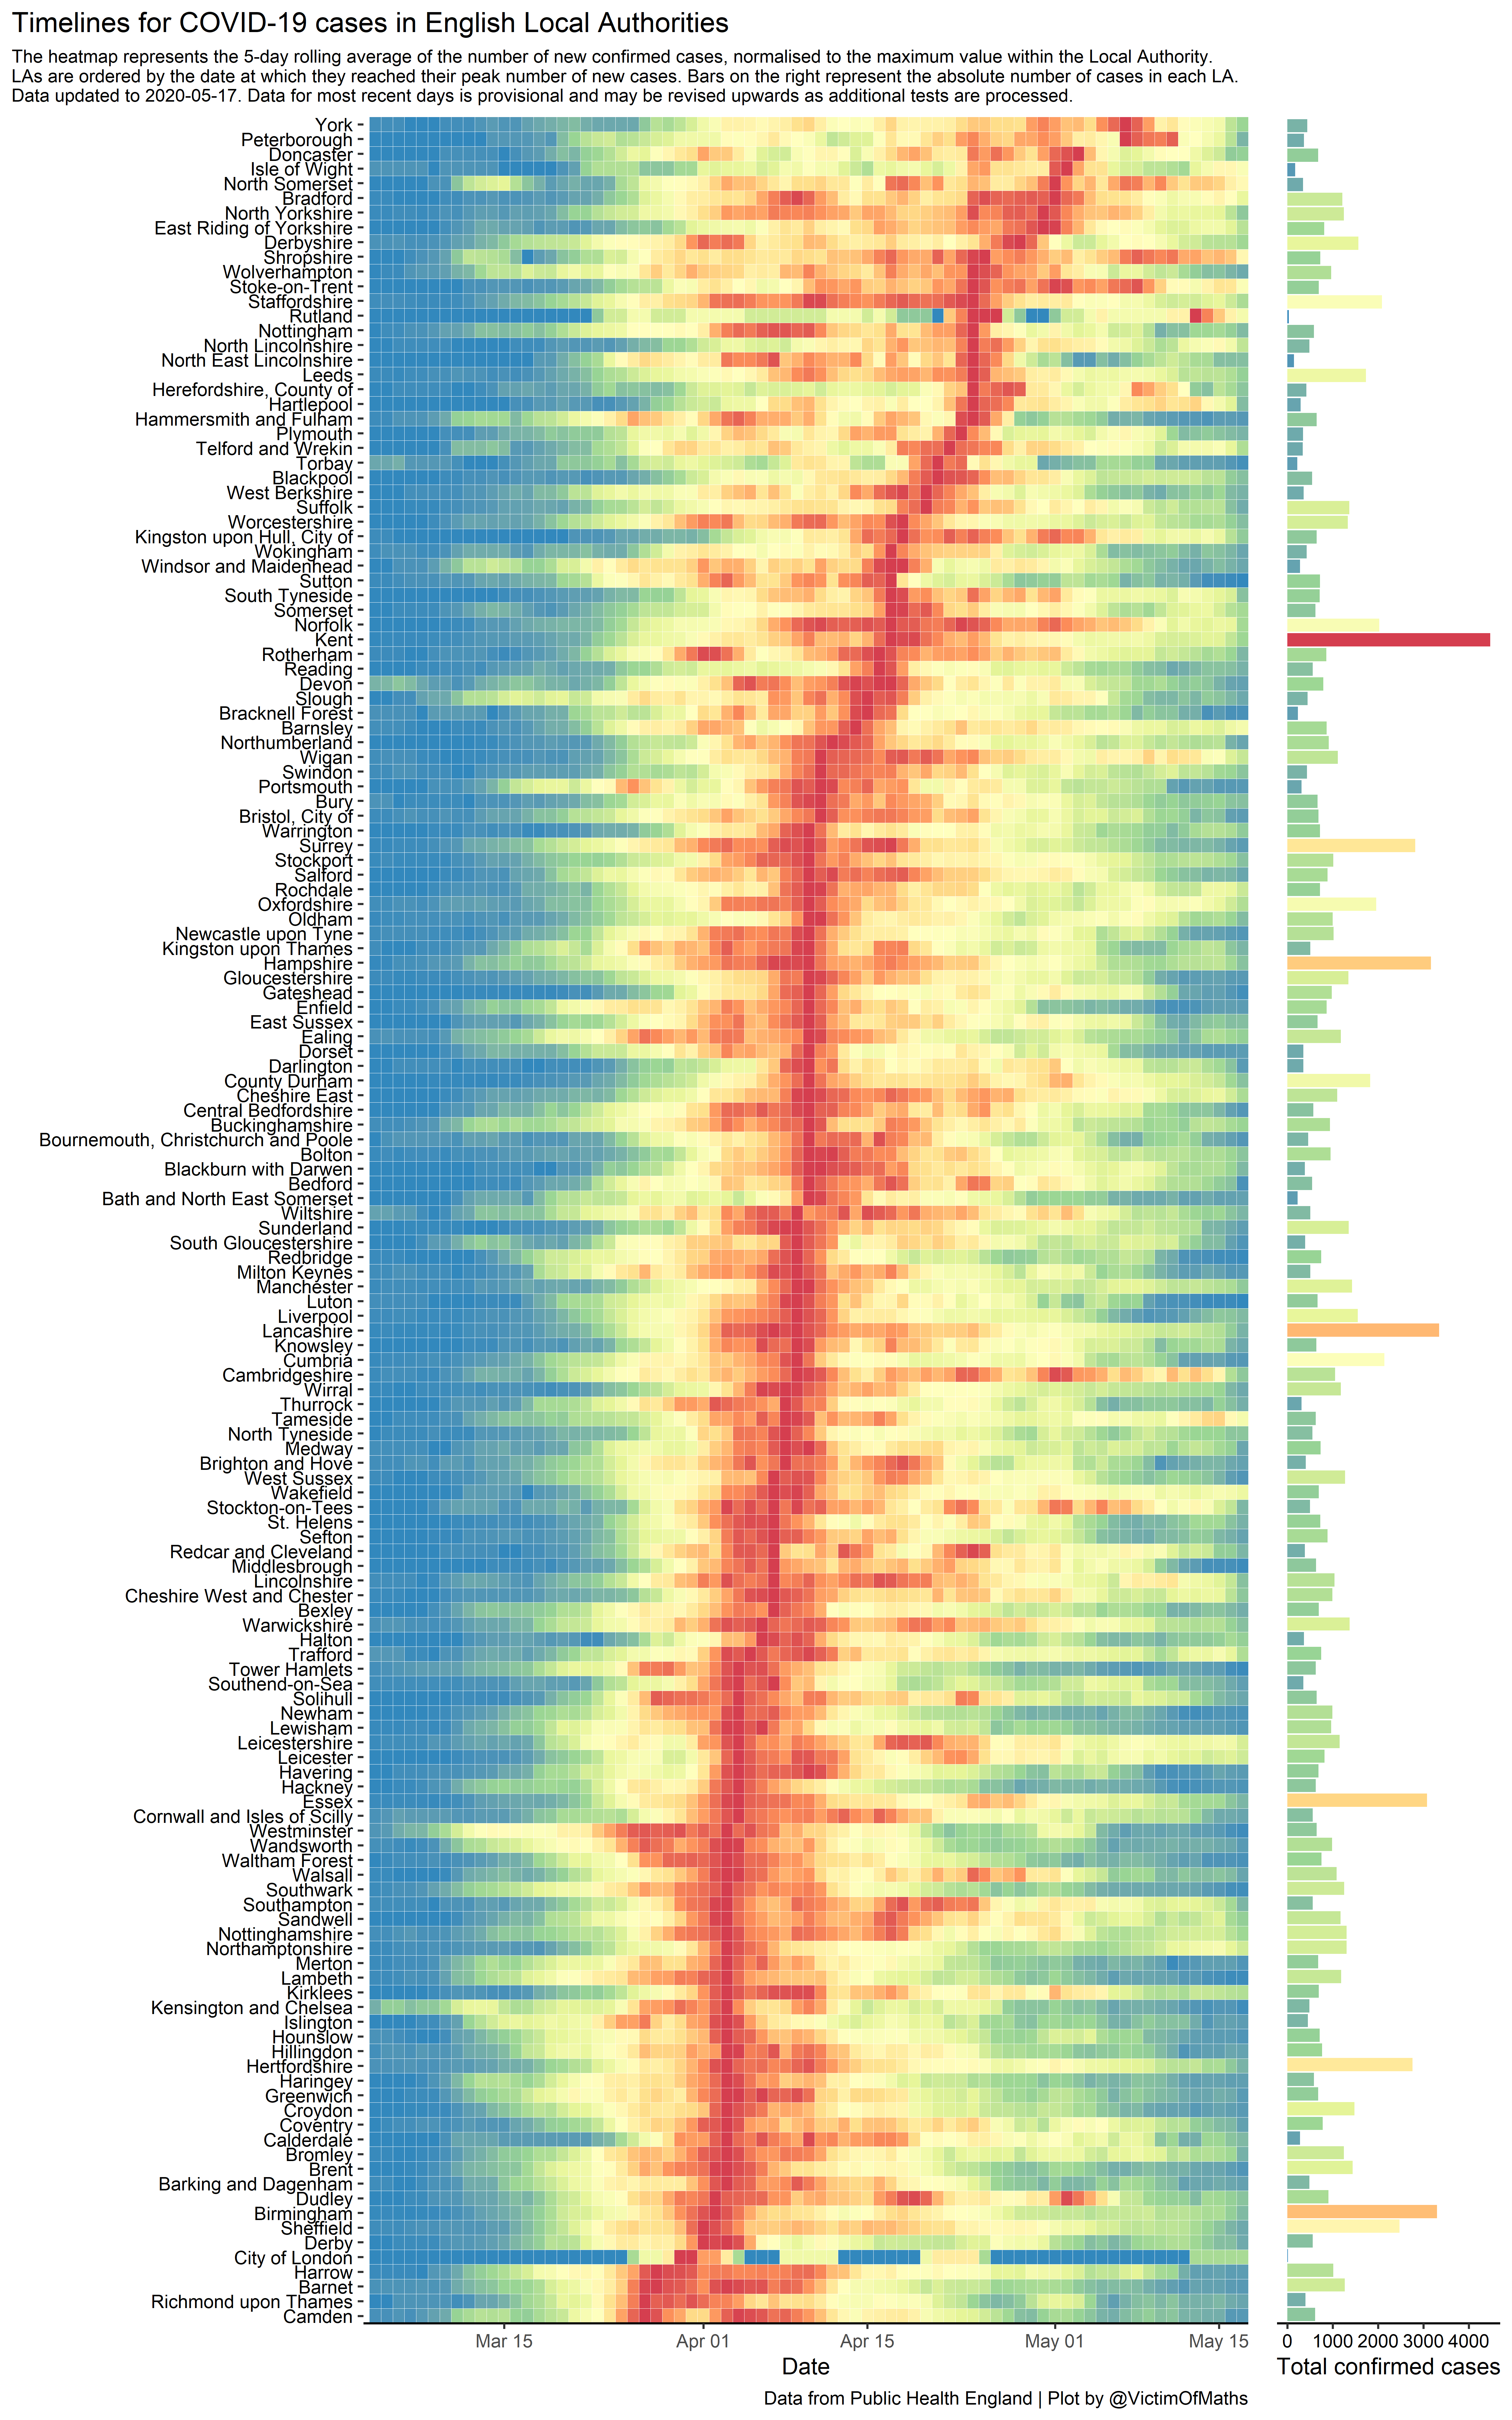 Timelines for COVID-19 cases in English Local Authorities
The heatmap represents the 5-day rolling average of the number of new confirmed cases, normalised to the maximum value within the Local Authority.
LAs are ordered by the date at which they reached their peak number of new cases. Bars on the right represent the absolute number of cases in each LA.
Data updated to 2020-05-17. Data for most recent days is provisional and may be revised upwards as additional tests are processed.
York
Peterborough
Doncaster
Isle of Wight
North Somerset
Bradford
North Yorkshire
East Riding of Yorkshire
Derbyshire
Shropshire
Wolverhampton
Stoke-on-Trent
Staffordshire
Rutland
Nottingham
North Lincolnshire
North East Lincolnshire
Leeds
Herefordshire, County of
Hartlepool
Hammersmith and Fulham
Plymouth
Telford and Wrekin
Torbay
Blackpool
West Berkshire
Suffolk
Worcestershire
Kingston upon Hull, City of
Wokingham
Windsor and Maidenhead
Sutton
South Tyneside
Somerset
Norfolk
Kent
Rotherham
Reading
Devon
Slough
Bracknell Forest
Barnsley
Northumberland
Wigan
Swindon
Portsmouth
Bury
Bristol, City of
Warrington
Surrey
Stockport
Salford
Rochdale
Oxfordshire
Oldham
Newcastle upon Tyne
Kingston upon Thames
Hampshire
Gloucestershire
Gateshead
Enfield
East Sussex
Ealing
Dorset
Darlington
County Durham
Cheshire East
Central Bedfordshire
Buckinghamshire
Bournemouth, Christchurch and Poole
Bolton
Blackburn with Darwen
Bedford
Bath and North East Somerset
Wiltshire
Sunderland
South Gloucestershire
Redbridge
Milton Keynes
Manchester
Luton
Liverpool
Lancashire
Knowsley
Cumbria
Cambridgeshire
Wirral
Thurrock
Tameside
North Tyneside
Medway
Brighton and Hove
West Sussex
Wakefield
Stockton-on-Tees
St. Helens
Sefton
Redcar and Cleveland
Middlesbrough
Lincolnshire
Cheshire West and Chester
Bexley
Warwickshire
Halton
Trafford
Tower Hamlets
Southend-on-Sea
Solihull
Newham
Lewisham
Leicestershire
Leicester
Havering
Hackney
Essex
Cornwall and Isles of Scilly
Westminster
Wandsworth
Waltham Forest
Walsall
Southwark
Southampton
Sandwell
Nottinghamshire
Northamptonshire
Merton
Lambeth
Kirklees
Kensington and Chelsea
Islington
Hounslow
Hillingdon
Hertfordshire
Haringey
Greenwich
Croydon
Coventry
Calderdale
Bromley
Brent
Barking and Dagenham
Dudley
Birmingham
Sheffield
Derby
City of London
Harrow
Barnet
Richmond upon Thames
Camden
Mar 15 Apr 01 Apr 15 May 01 May 15
Date
0 1000 2000 3000 4000
Total confirmed cases
Data from Public Health England | Plot by @VictimOfMaths